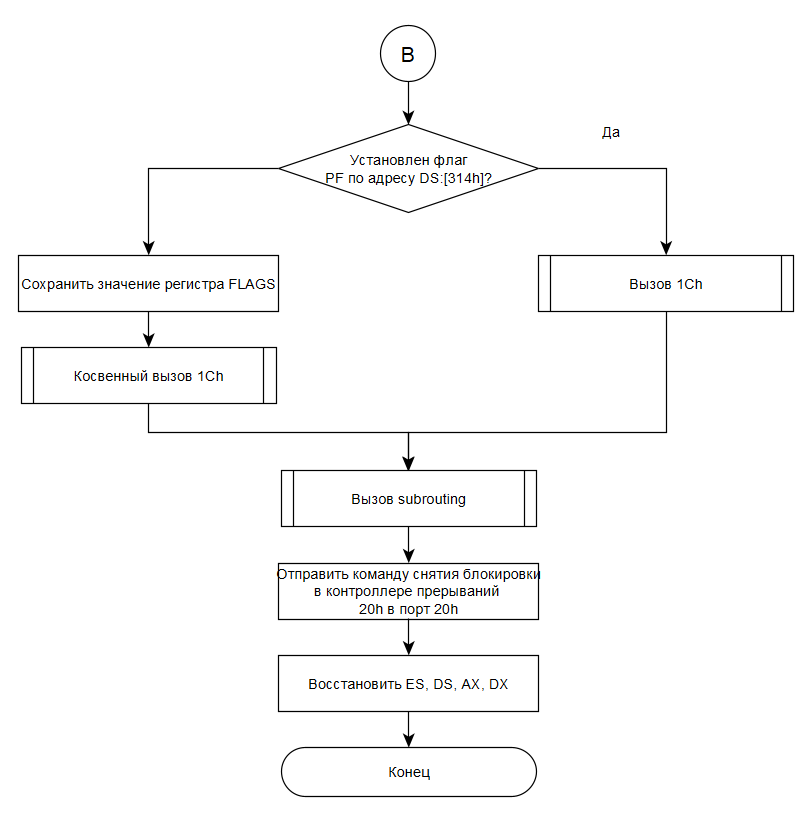 B
Да
Установлен флаг
PF по адресу DS:[314h]?
Сохранить значение регистра FLAGS
Вызов 1Ch
Косвенный вызов 1Ch
Вызов subrouting
Отправить команду снятия блокировки
в контроллере прерываний
20h в порт 20h
Восстановить ES, DS, AX, DX
Конец